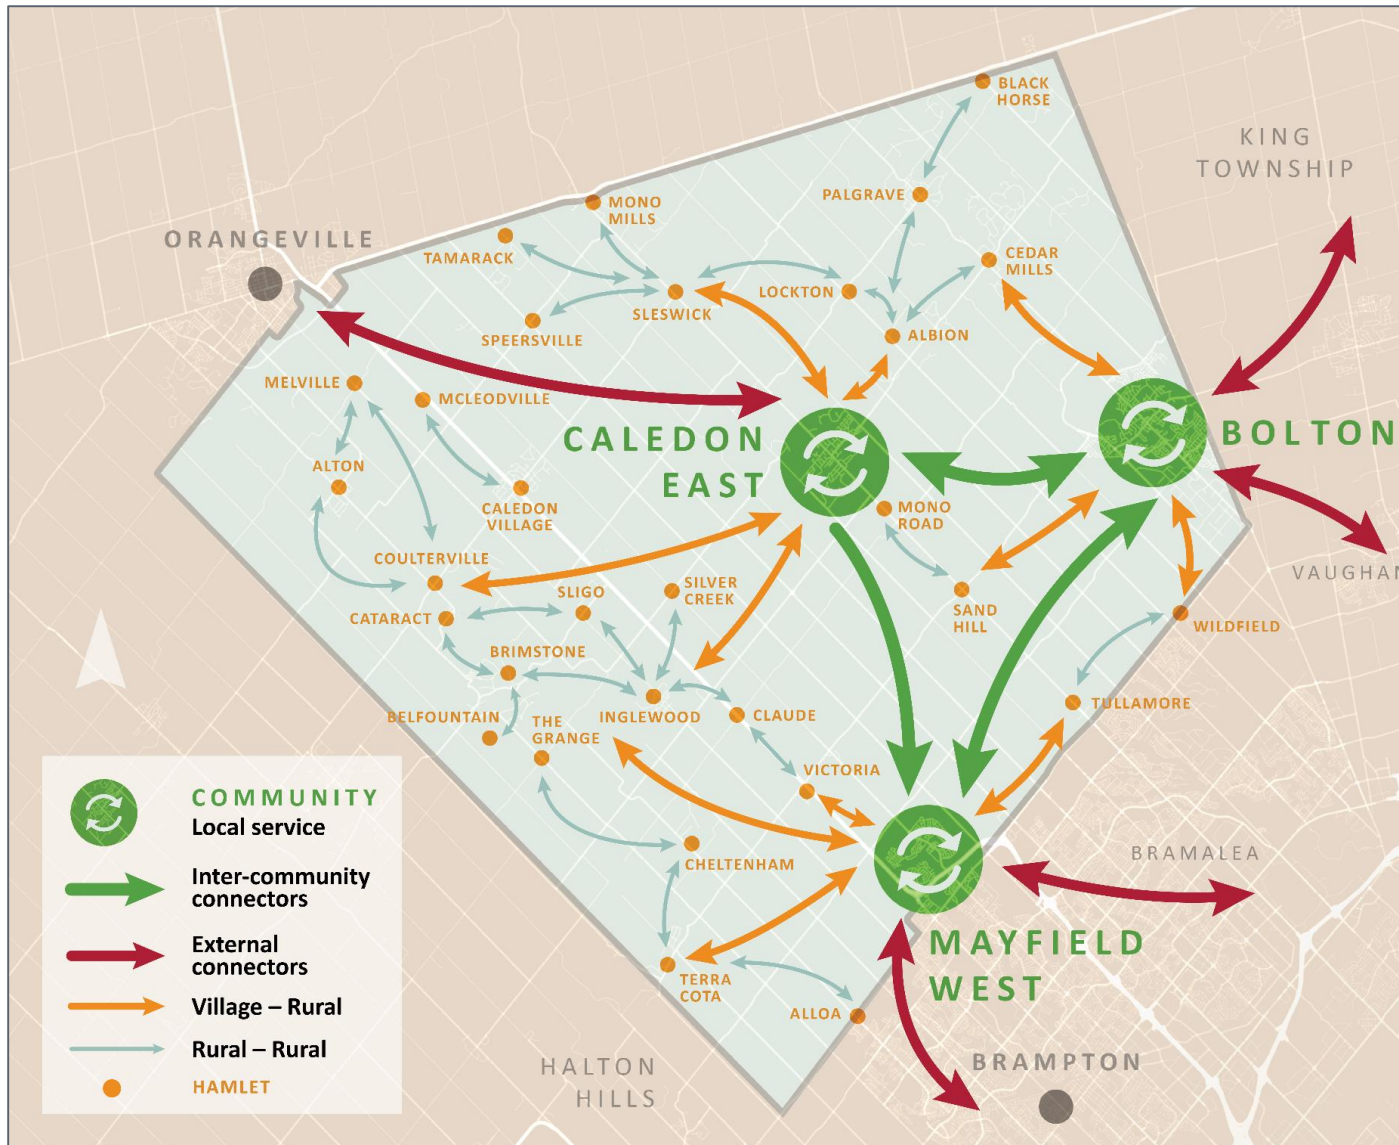 BLACK
HORSE
KING
TOWNSHIP
PALGRAVE
MONO
MILLS
ORANGEVILLE
TAMARACK
CEDAR
MILLS
LOCKTON
SLESWICK
SPEERSVILLE
ALBION
MELVILLE
MCLEODVILLE
CALEDON
EAST
BOLTON
ALTON
CALEDON
VILLAGE
MONO
ROAD
COULTERVILLE
VAUGHAN
SLIGO
SILVER
CREEK
CATARACT
SAND
HILL
WILDFIELD
BRIMSTONE
BELFOUNTAIN
THE
GRANGE
INGLEWOOD
CLAUDE
TULLAMORE
VICTORIA
CHELTENHAM
BRAMALEA
MAYFIELD
WEST
TERRA
COTA
ALLOA
BRAMPTON
HALTON
HILLS
COMMUNITY
Local service
Inter-community
connectors
External
connectors
Village – Rural
Rural – Rural
HAMLET